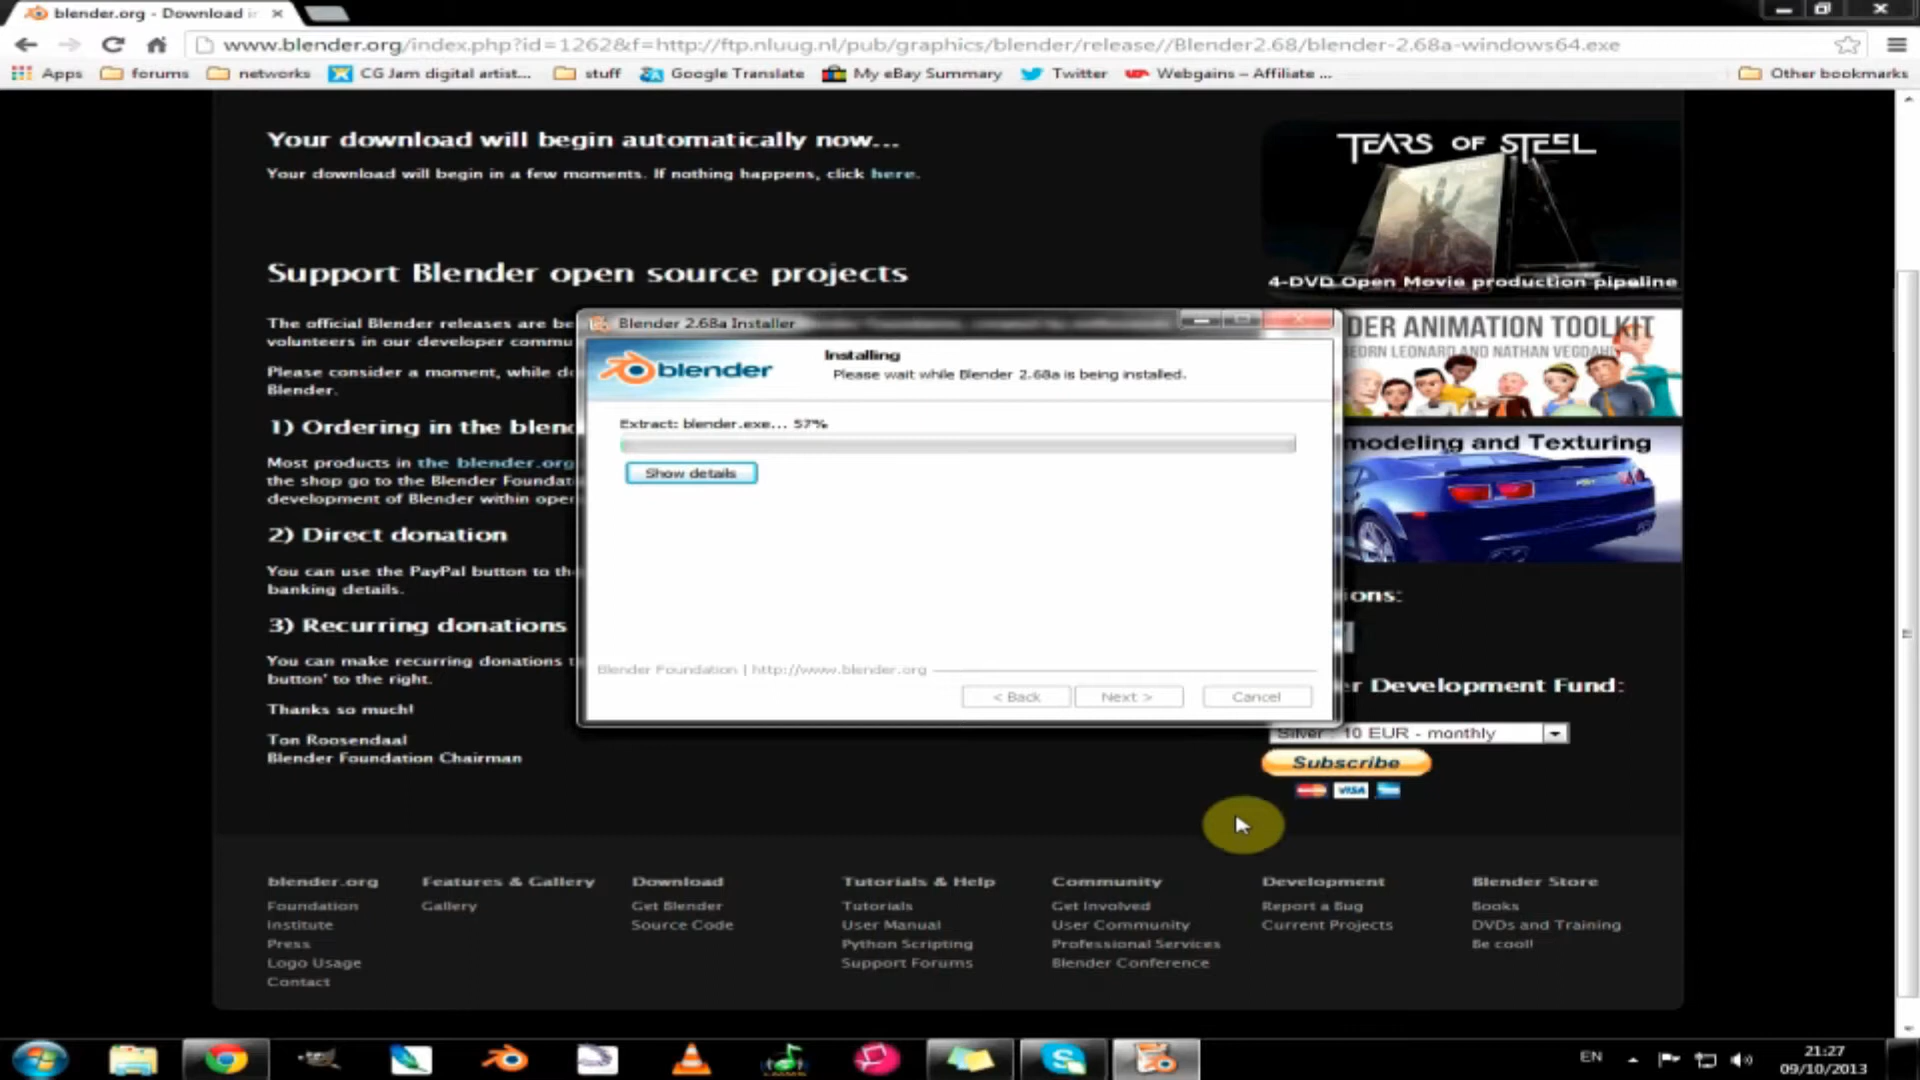 blender.org - Download in
www.blender.org/index.php?id=1262&f=http://ftp.nluug.nl/pub/graphics/blender/release//Blender2.68/blender-2.68a-windows64.exe
Apps forums networks CG Jam digital artist... stuff Google Translate My eBay Summary Twitter Webgains – Affiliate ... Other bookmarks
Your download will begin automatically now...
Your download will begin in a few moments. If nothing happens, click here.
Support Blender open source projects
The official Blender releases are be
volunteers in our developer commu
Please consider a moment, while do
Blender.
1) Ordering in the blend
Most products in the blender.org
the shop go to the Blender Foundat
development of Blender within open
2) Direct donation
You can use the PayPal button to th
banking details.
3) Recurring donations
You can make recurring donations t
button' to the right.
Thanks so much!
Ton Roosendaal
Blender Foundation Chairman
Blender 2.68a Installer
blender
Installing
Please wait while Blender 2.68a is being installed.
Extract: blender.exe... 57%
Show details
Blender Foundation | http://www.blender.org
< Back
Next >
Cancel
TEARS OF STEEL
4-DVD Open Movie production pipeline
DER ANIMATION TOOLKIT
BEORN LEONARD AND NATHAN VEGDAHL
modeling and Texturing
ions:
r Development Fund:
Silver : 10 EUR - monthly
Subscribe
VISA
blender.org
Foundation
Institute
Press
Logo Usage
Contact
Features & Gallery
Gallery
Download
Get Blender
Source Code
Tutorials & Help
Tutorials
User Manual
Python Scripting
Support Forums
Community
Get Involved
User Community
Professional Services
Blender Conference
Development
Report a Bug
Current Projects
Blender Store
Books
DVDs and Training
Be cool!
EN
21:27
09/10/2013